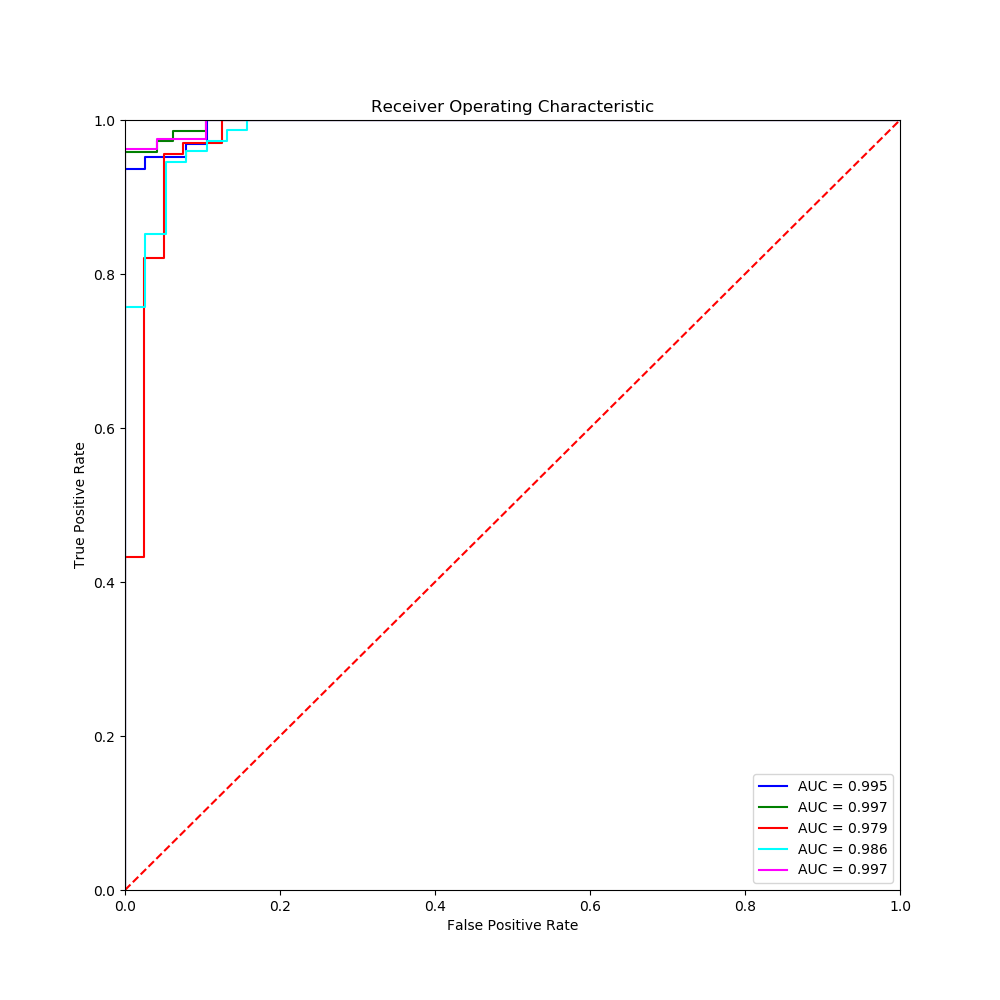 Receiver Operating Characteristic
1.0
0.8
0.6
0.4
0.2
0.0
True Positive Rate
0.0 0.2 0.4 0.6 0.8 1.0
False Positive Rate
AUC = 0.995
AUC = 0.997
AUC = 0.979
AUC = 0.986
AUC = 0.997